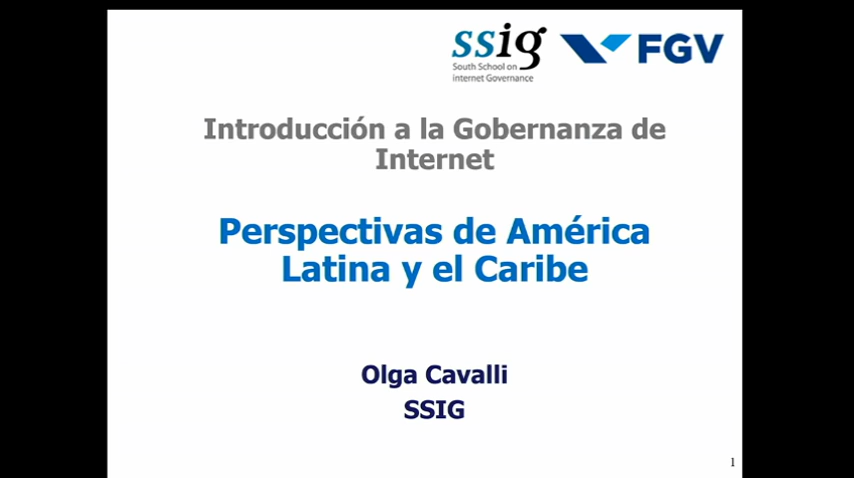 ssig
South School on
Internet Governance
FGV
Introducción a la Gobernanza de
Internet
Perspectivas de América
Latina y el Caribe
Olga Cavalli
SSIG
1